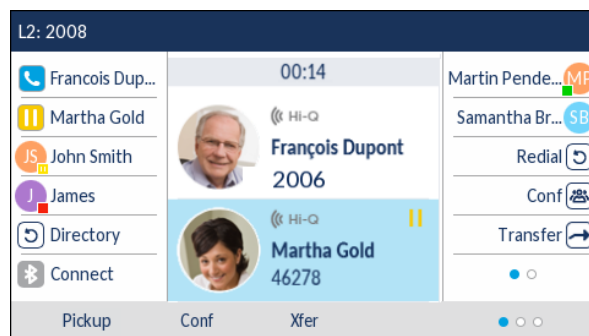 L2: 2008
Francois Dup...
Martha Gold
JS John Smith
J James
Directory
Connect
00:14
Hi-Q
François Dupont
2006
Hi-Q
Martha Gold
46278
Martin Pende... MP
Samantha Br... SB
Redial
Conf
Transfer
Pickup Conf Xfer